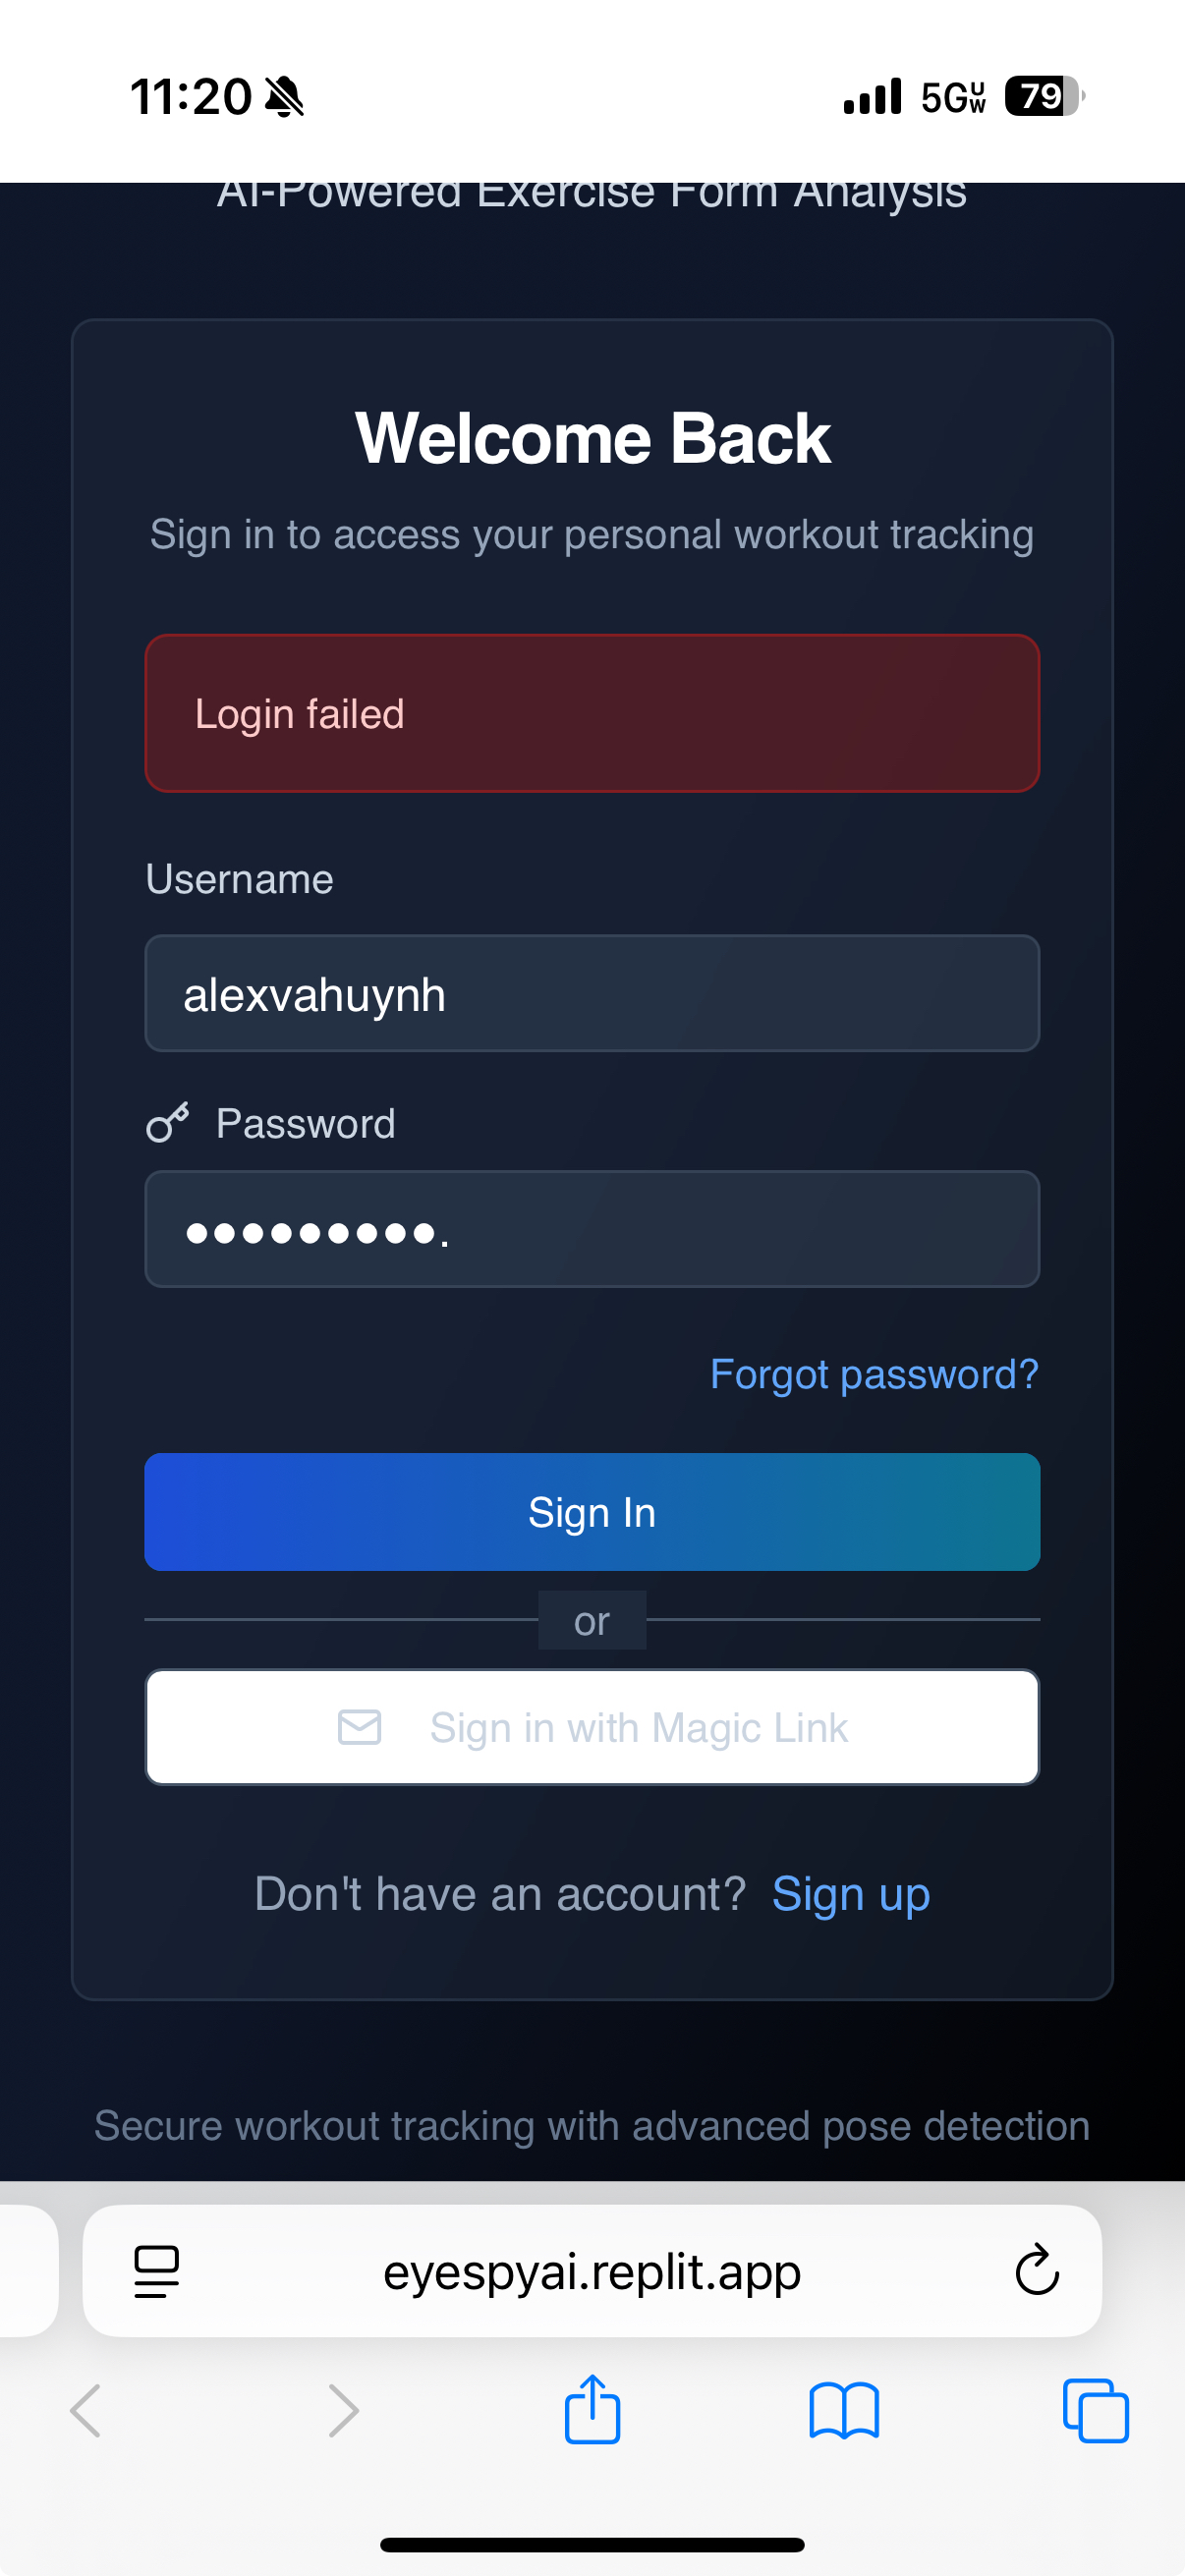 11:20
5G UW 79
AI-Powered Exercise Form Analysis
Welcome Back
Sign in to access your personal workout tracking
Login failed
Username
alexvahuynh
Password
●●●●●●●●●.
Forgot password?
Sign In
or
Sign in with Magic Link
Don't have an account? Sign up
Secure workout tracking with advanced pose detection
eyespyai.replit.app